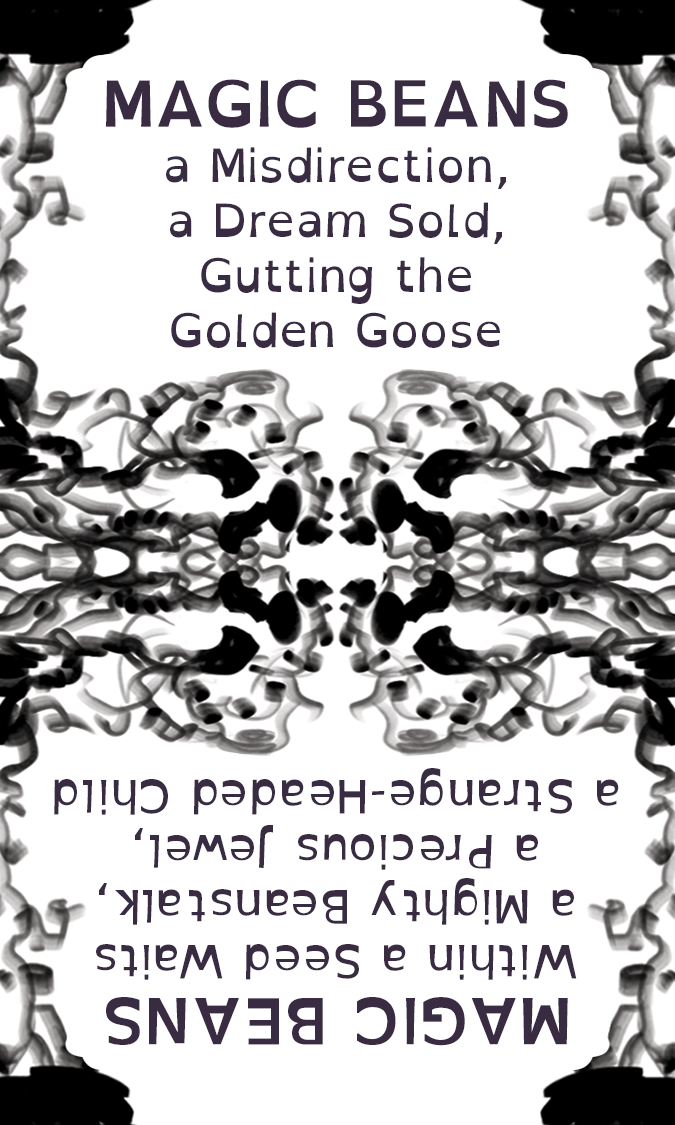 MAGIC BEANS
a Misdirection,
a Dream Sold,
Gutting the
Golden Goose
MAGIC BEANS
Within a Seed Waits
a Mighty Beanstalk,
a Precious Jewel,
a Strange-Headed Child